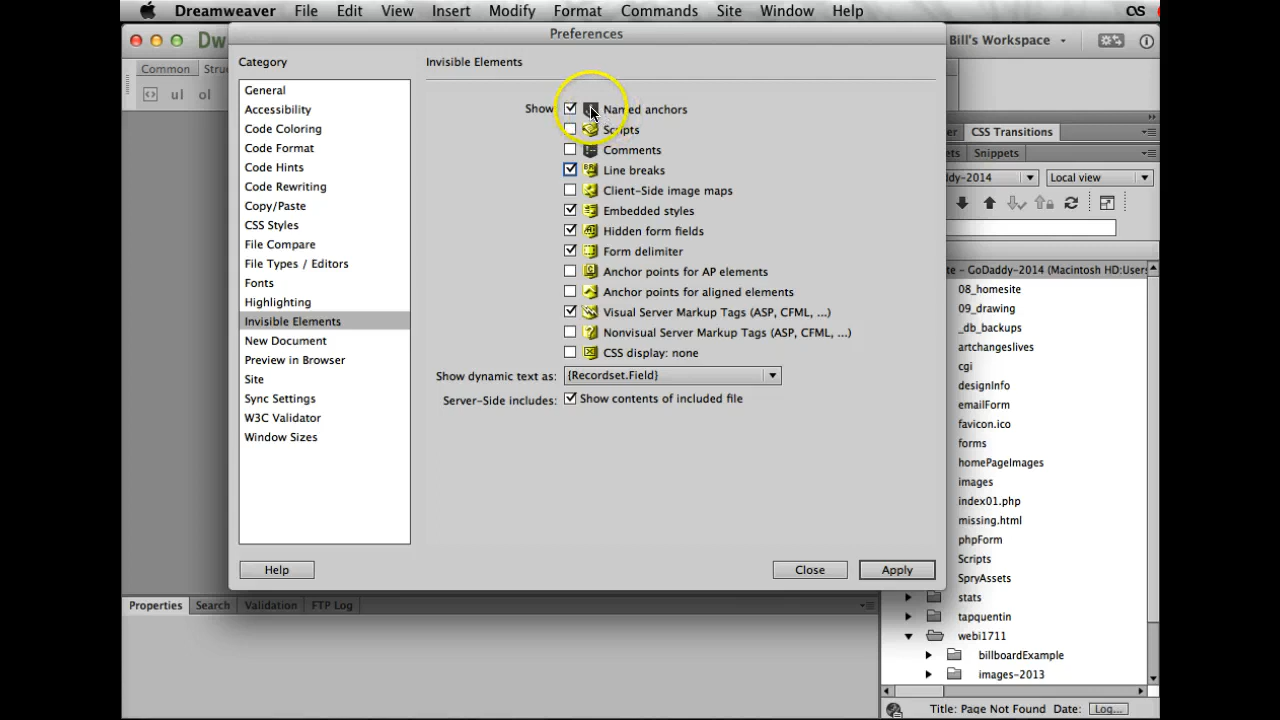 Dreamweaver File Edit View Insert Modify Format Commands Site Window Help
Preferences
Dw
Bill's Workspace
Category
Invisible Elements
Common
General
Accessibility
Code Coloring
Code Format
Code Hints
Code Rewriting
Copy/Paste
CSS Styles
File Compare
File Types / Editors
Fonts
Highlighting
Invisible Elements
New Document
Preview in Browser
Site
Sync Settings
W3C Validator
Window Sizes
ul ol
Show
Named anchors
Scripts
Comments
Line breaks
Client-Side image maps
Embedded styles
Hidden form fields
Form delimiter
Anchor points for AP elements
Anchor points for aligned elements
Visual Server Markup Tags (ASP, CFML, ...)
Nonvisual Server Markup Tags (ASP, CFML, ...)
CSS display: none
Show dynamic text as: {Recordset.Field}
Server-Side includes: Show contents of included file
Help
Close
Apply
CSS Transitions
Snippets
Local view
- GoDaddy-2014 (Macintosh HD:Users:
08_homesite
09_drawing
_db_backups
artchangeslives
cgi
designInfo
emailForm
favicon.ico
forms
homePageImages
images
index01.php
missing.html
phpForm
Scripts
SpryAssets
stats
tapquentin
webi1711
billboardExample
images-2013
Properties Search Validation FTP Log
Title: Page Not Found Date: Log...